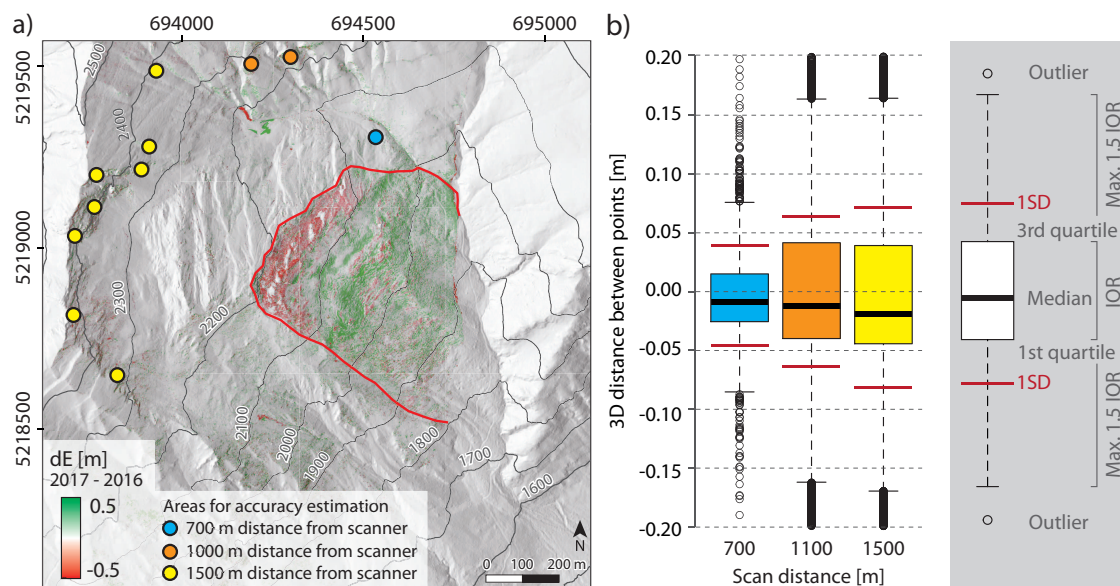 a)
694000
694500
695000
5219500
5219000
5218500
2500
2400
2300
2200
2100
2000
1900
1800
1700
1600
dE [m]
2017 - 2016
0.5
-0.5
Areas for accuracy estimation
700 m distance from scanner
1000 m distance from scanner
1500 m distance from scanner
N
0 100 200 m
b)
3D distance between points [m]
0.20
0.15
0.10
0.20
0.05
0.00
-0.05
-0.10
-0.15
-0.20
700
1100
1500
Scan distance [m]
Outlier
Max. 1.5 IQR
1SD
3rd quartile
Median
IQR
1st quartile
1SD
Max. 1.5 IQR
Outlier